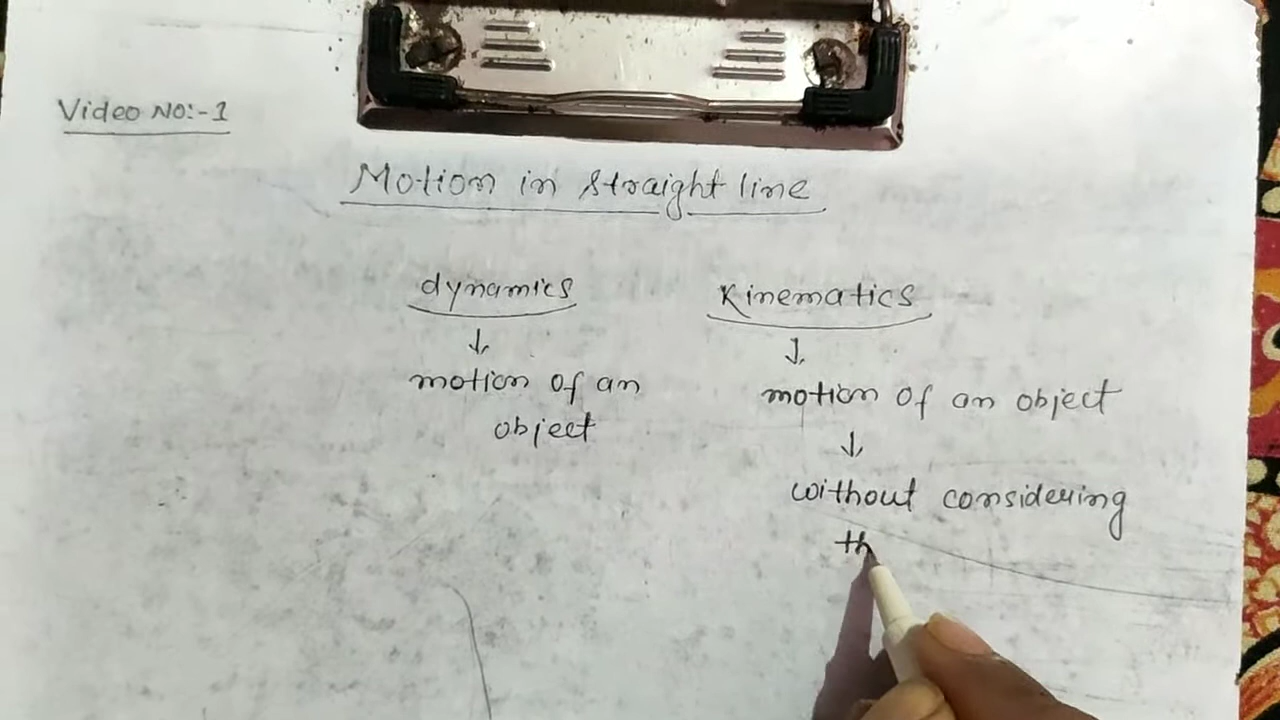 Video NO:-1
Motion in straight line
dynamics
↓
motion of an
object
Kinematics
↓
motion of an object
↓
without considering
th